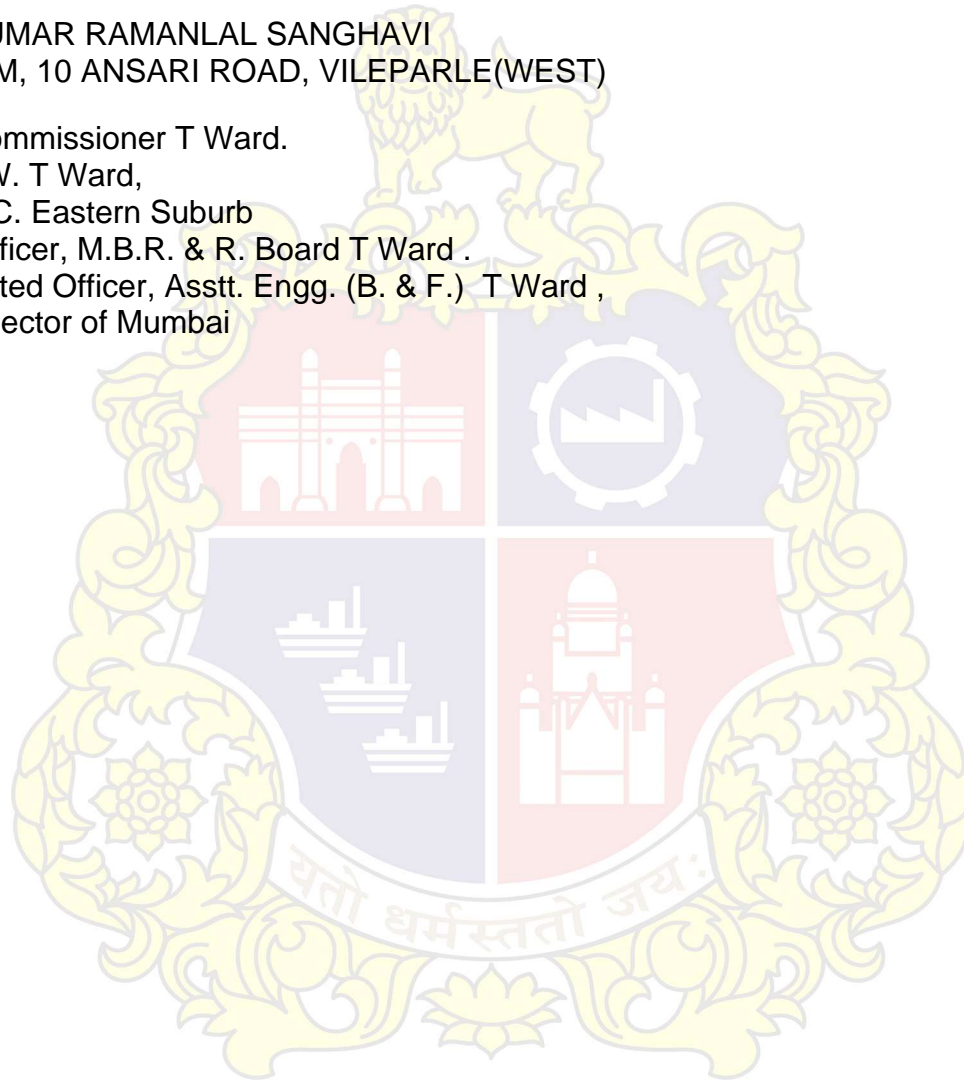 UMAR RAMANLAL SANGHAVI
M, 10 ANSARI ROAD, VILEPARLE(WEST)
ommissioner T Ward.
V. T Ward,
C. Eastern Suburb
ficer, M.B.R. & R. Board T Ward .
ted Officer, Asstt. Engg. (B. & F.)  T Ward ,
ector of Mumbai
यतो धर्मस्ततो जय: